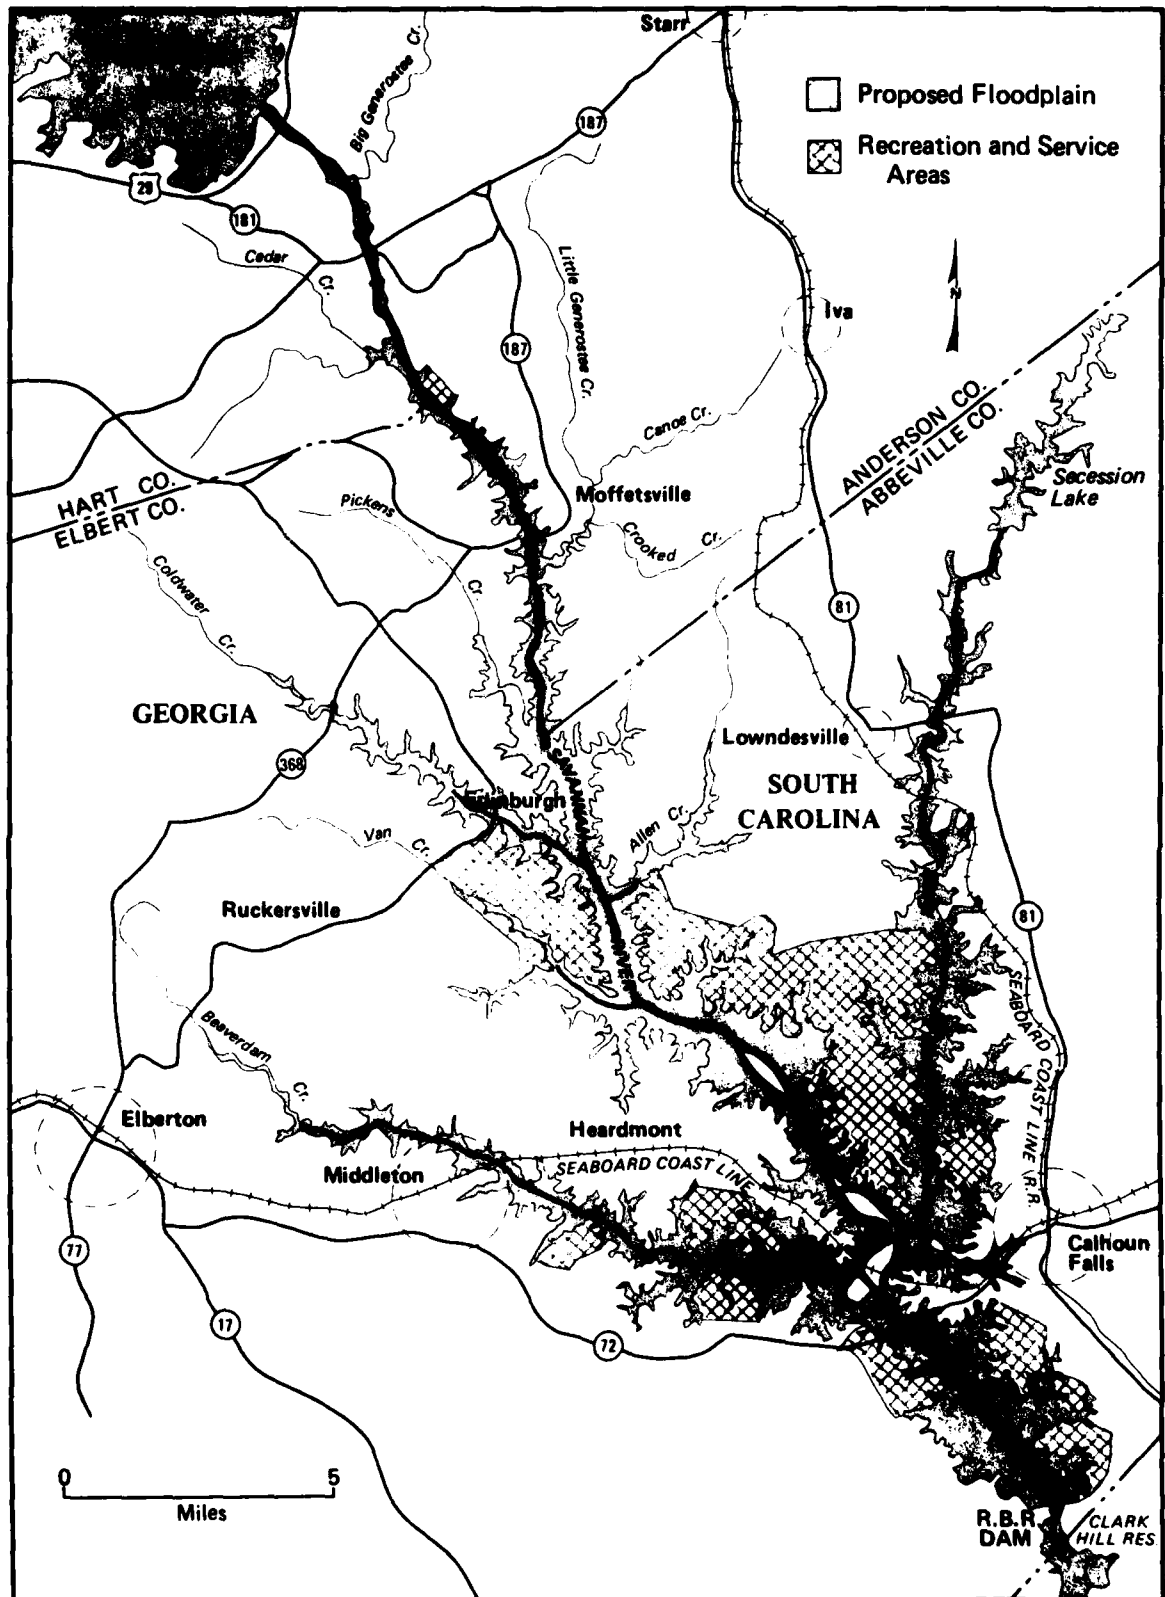 Starr
Big Generostee Cr.
187
Proposed Floodplain
Recreation and Service
Areas
29
181
Cedar
Cr.
Little Generostee Cr.
N
Iva
187
Canoe Cr.
ANDERSON CO.
ABBEVILLE CO.
Secession
Lake
HART CO.
ELBERT CO.
Pickens
Cr.
Moffetsville
Crooked Cr.
Coldwater
Cr.
81
GEORGIA
Lowndesville
368
SAVANNAH
RIVER
SOUTH
CAROLINA
Edinburgh
Van
Cr.
Allen Cr.
Ruckersville
81
SEABOARD COAST LINE (R.R.
Beaverdam
Cr.
Elberton
Heardmont
Middleton
SEABOARD COAST LINE
77
Calhoun
Falls
17
72
0 5
Miles
R.B.R.
DAM
CLARK
HILL RES.